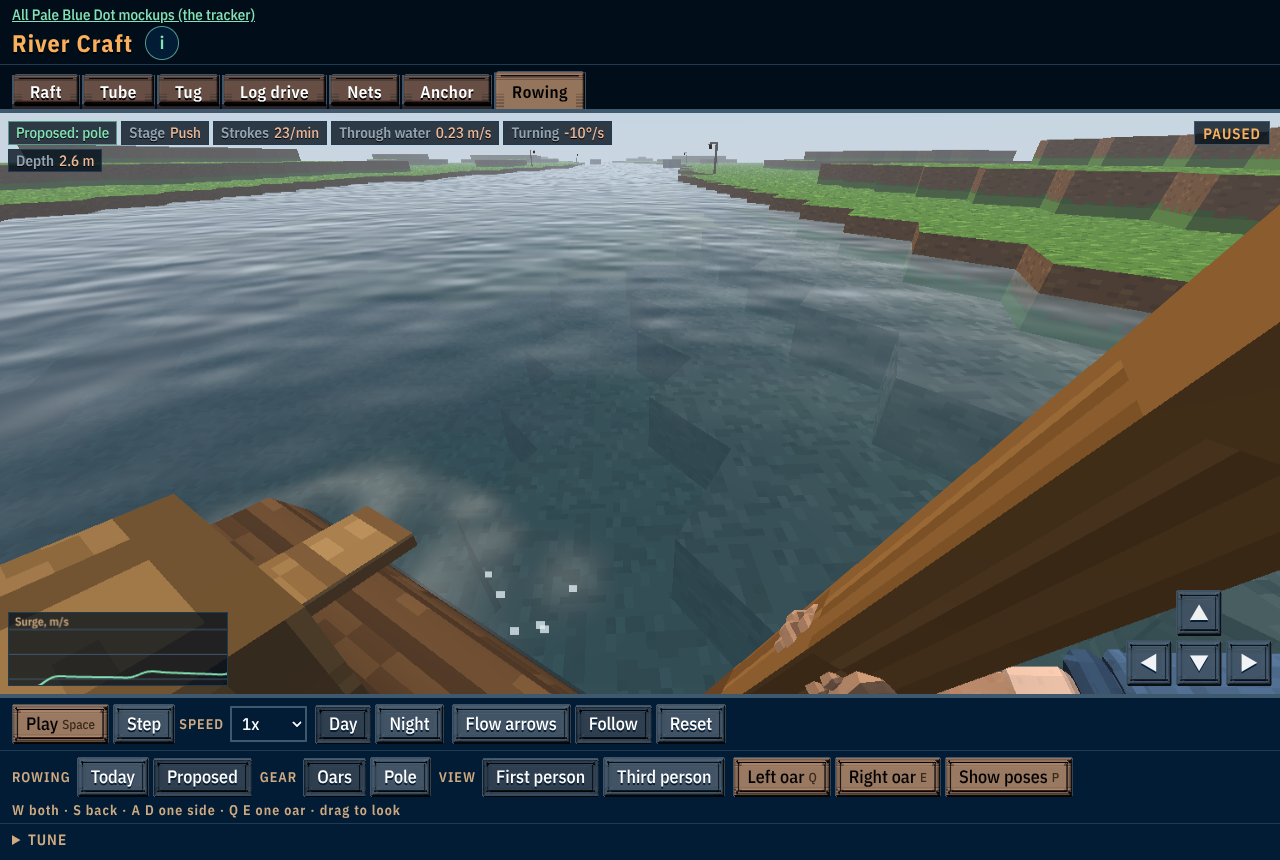 All Pale Blue Dot mockups (the tracker)
River Craft i
Raft Tube Tug Log drive Nets Anchor Rowing
Proposed: pole Stage Push Strokes 23/min Through water 0.23 m/s Turning -10°/s PAUSED
Depth 2.6 m
Surge, m/s
Play Space Step SPEED 1x Day Night Flow arrows Follow Reset
ROWING Today Proposed GEAR Oars Pole VIEW First person Third person Left oar Q Right oar E Show poses P
W both · S back · A D one side · Q E one oar · drag to look
TUNE